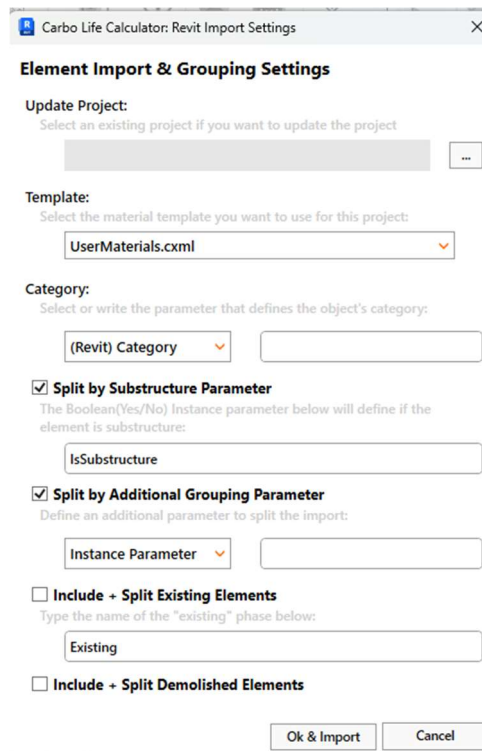 Carbo Life Calculator: Revit Import Settings
Element Import & Grouping Settings
Update Project:
Select an existing project if you want to update the project
...
Template:
Select the material template you want to use for this project:
UserMaterials.cxml
Category:
Select or write the parameter that defines the object's category:
(Revit) Category
Split by Substructure Parameter
The Boolean(Yes/No) Instance parameter below will define if the
element is substructure:
IsSubstructure
Split by Additional Grouping Parameter
Define an additional parameter to split the import:
Instance Parameter
Include + Split Existing Elements
Type the name of the "existing" phase below:
Existing
Include + Split Demolished Elements
Ok & Import
Cancel